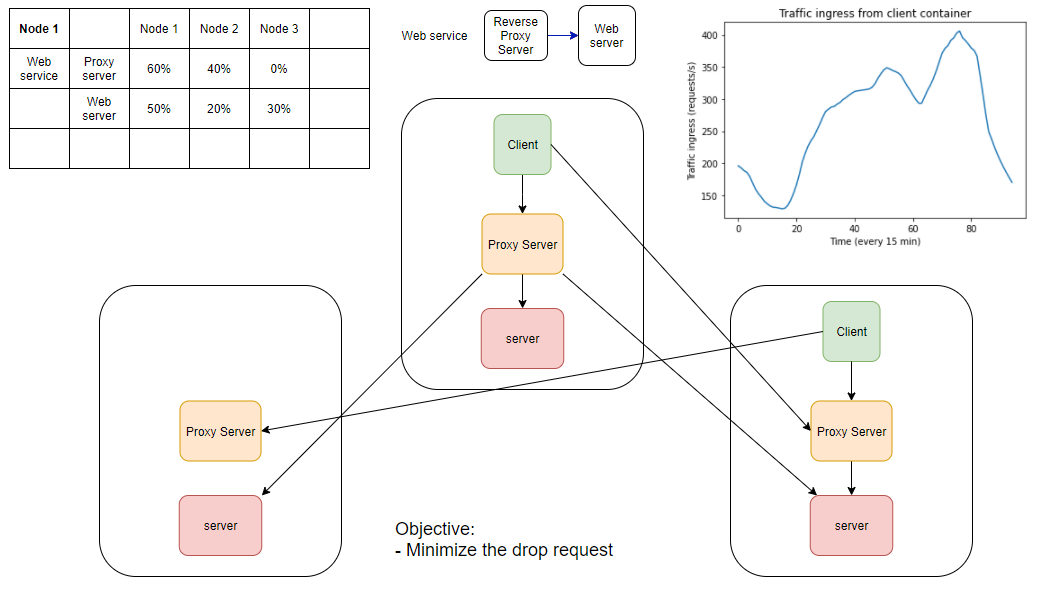 Node 1 Node 1 Node 2 Node 3
Web service Proxy server 60% 40% 0%
Web server 50% 20% 30%
Web service
Reverse
Proxy
Server
Web
server
Traffic ingress from client container
Traffic ingress (requests/s)
400
350
300
250
200
150
0 20 40 60 80
Time (every 15 min)
Client
Proxy Server
server
Proxy Server
server
Client
Proxy Server
server
Objective:
- Minimize the drop request